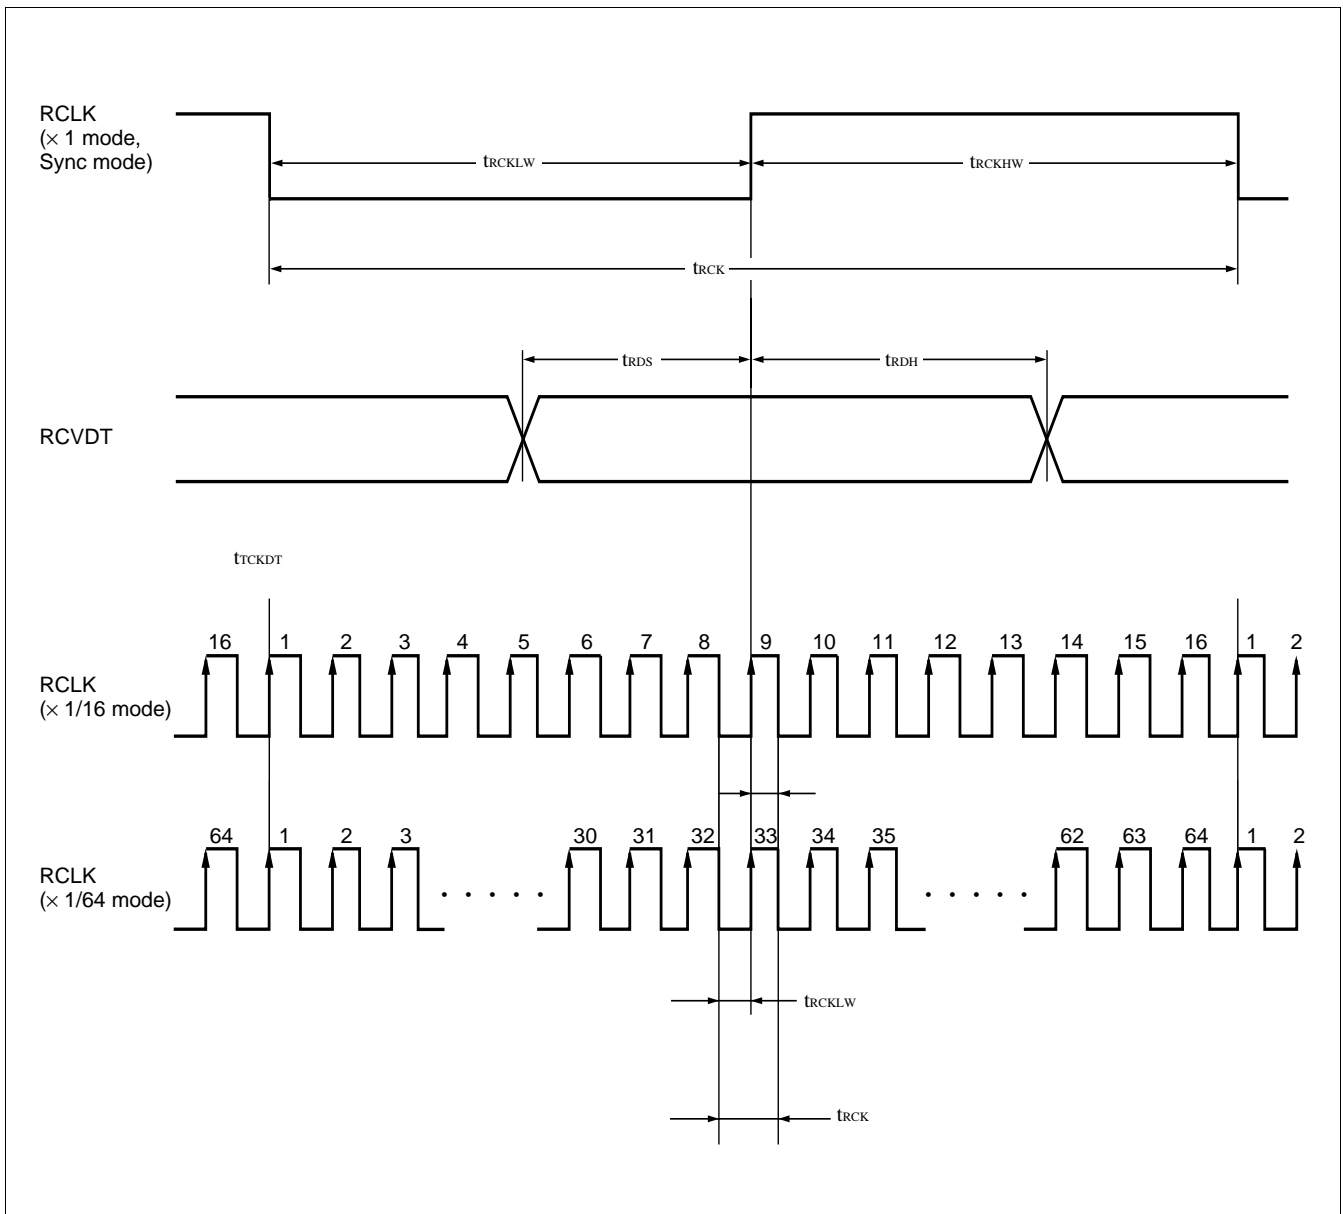 RCLK
(× 1 mode,
Sync mode)
tRCKLW
tRCKHW
tRCK
tRDS
tRDH
RCVDT
tTCKDT
16 1 2 3 4 5 6 7 8 9 10 11 12 13 14 15 16 1 2
RCLK
(× 1/16 mode)
64 1 2 3 30 31 32 33 34 35 62 63 64 1 2
RCLK
(× 1/64 mode)
tRCKLW
tRCK